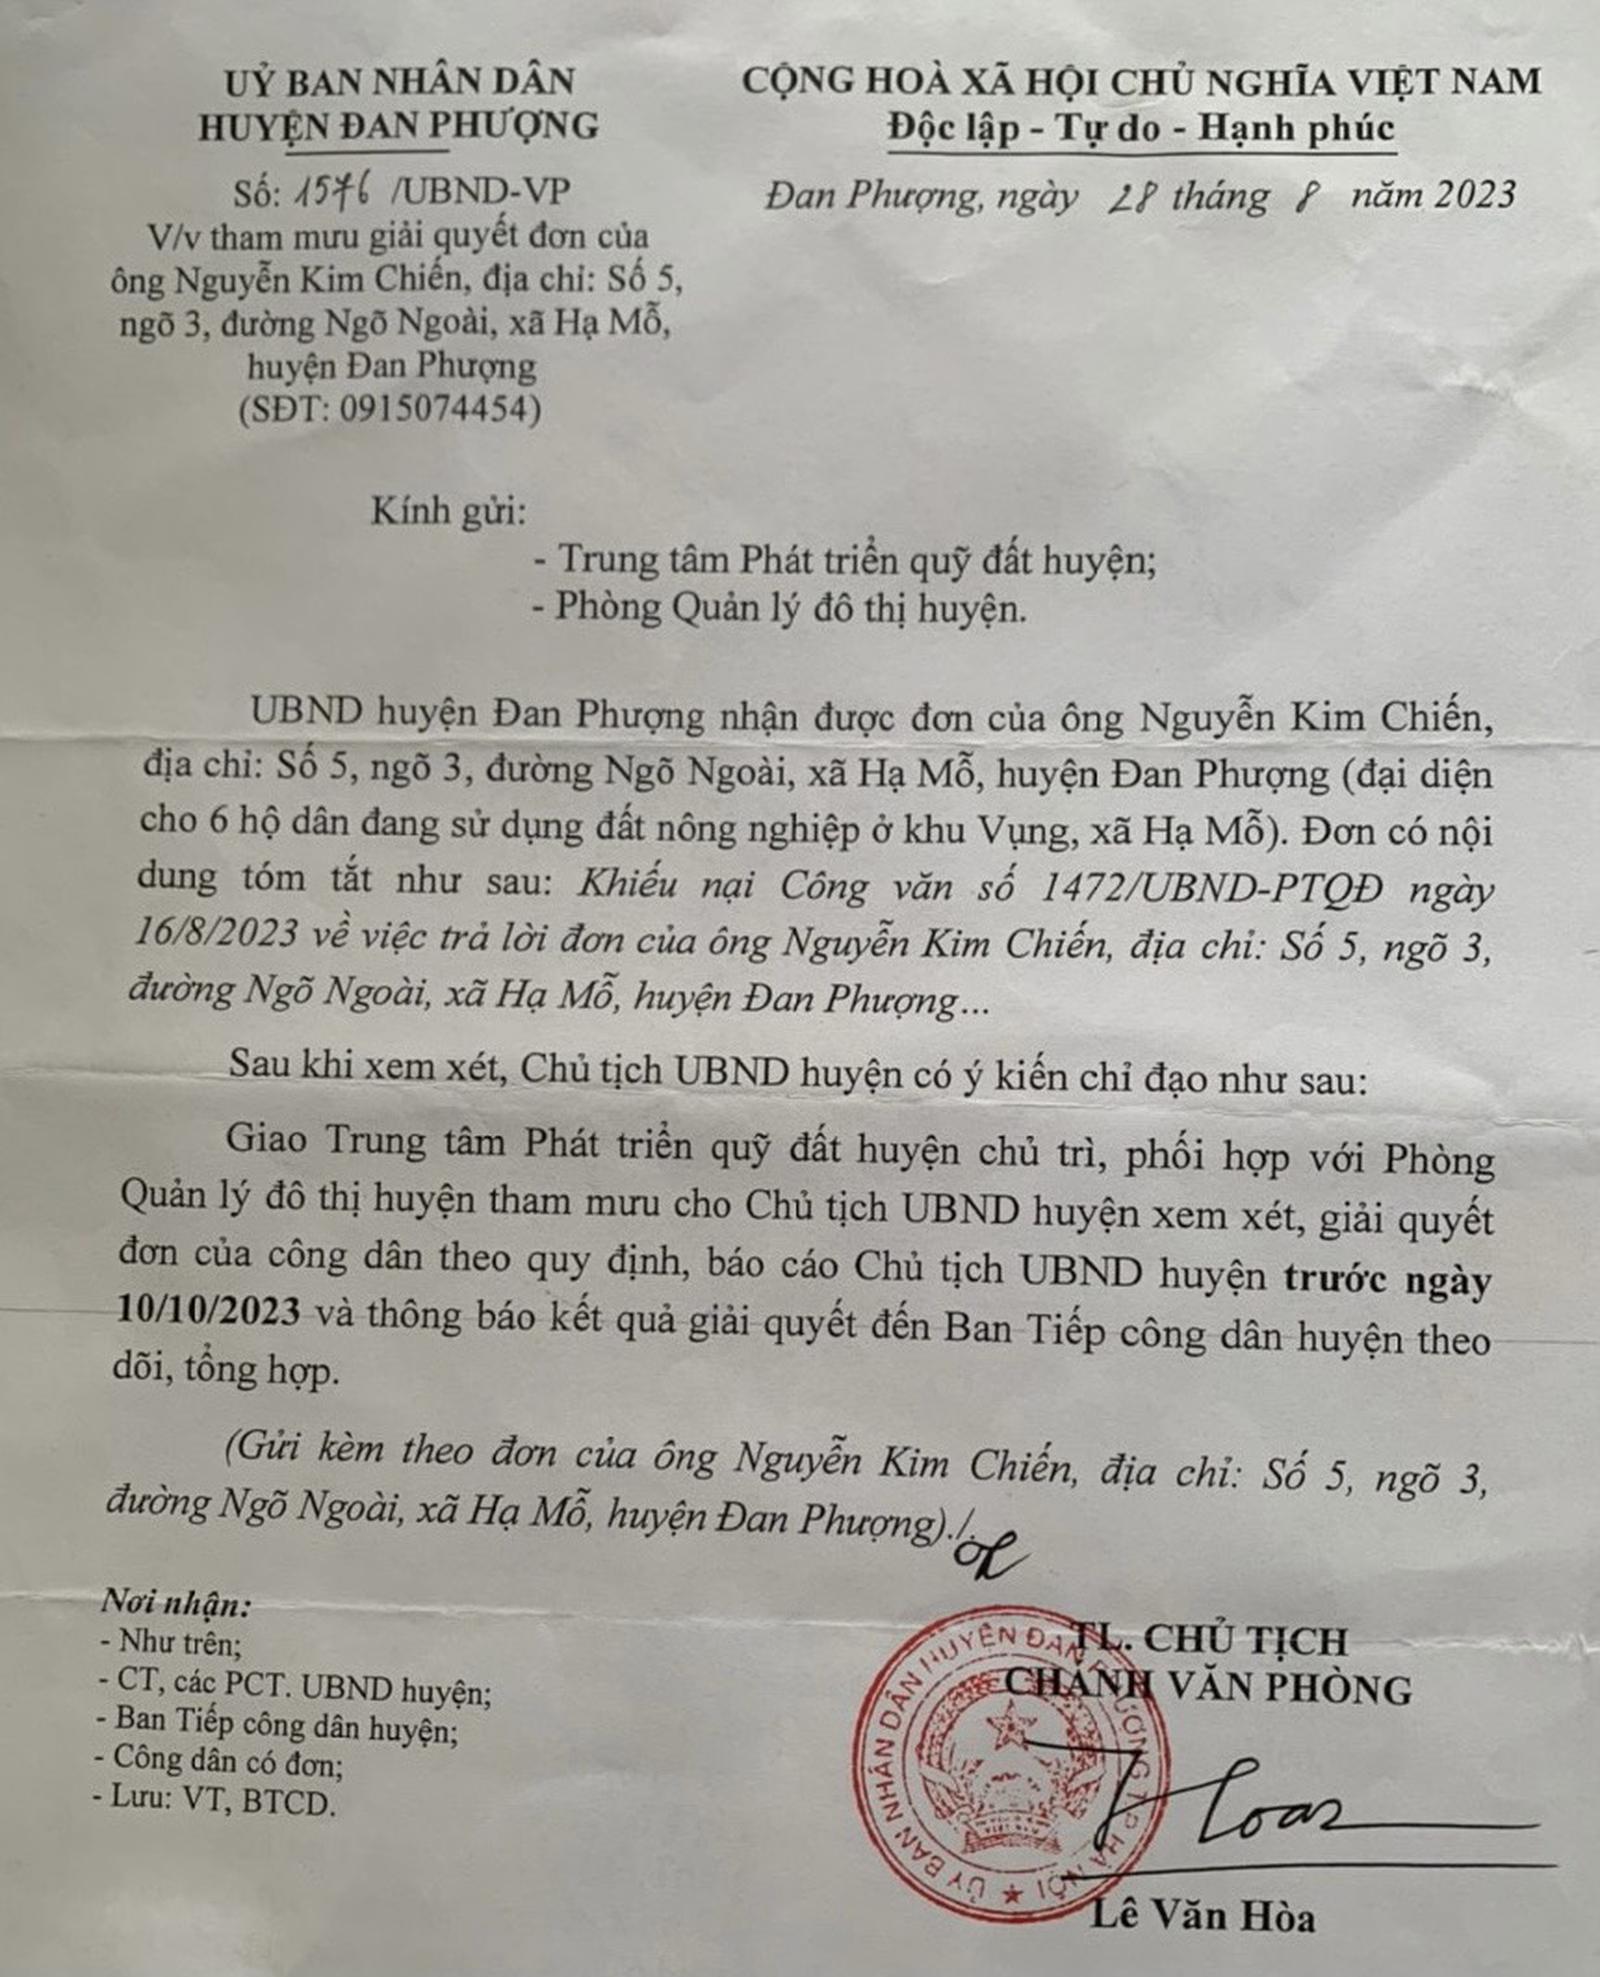 UỶ BAN NHÂN DÂN
HUYỆN ĐAN PHƯỢNG
CỘNG HOÀ XÃ HỘI CHỦ NGHĨA VIỆT NAM
Độc lập - Tự do - Hạnh phúc
Số: 1576 /UBND-VP
Đan Phượng, ngày 28 tháng 8 năm 2023
V/v tham mưu giải quyết đơn của
ông Nguyễn Kim Chiến, địa chỉ: Số 5,
ngõ 3, đường Ngõ Ngoài, xã Hạ Mỗ,
huyện Đan Phượng
(SĐT: 0915074454)
Kính gửi:
- Trung tâm Phát triển quỹ đất huyện;
- Phòng Quản lý đô thị huyện.
UBND huyện Đan Phượng nhận được đơn của ông Nguyễn Kim Chiến,
địa chỉ: Số 5, ngõ 3, đường Ngõ Ngoài, xã Hạ Mỗ, huyện Đan Phượng (đại diện
cho 6 hộ dân đang sử dụng đất nông nghiệp ở khu Vụng, xã Hạ Mỗ). Đơn có nội
dung tóm tắt như sau: Khiếu nại Công văn số 1472/UBND-PTQĐ ngày
16/8/2023 về việc trả lời đơn của ông Nguyễn Kim Chiến, địa chỉ: Số 5, ngõ 3,
đường Ngõ Ngoài, xã Hạ Mỗ, huyện Đan Phượng...
Sau khi xem xét, Chủ tịch UBND huyện có ý kiến chỉ đạo như sau:
Giao Trung tâm Phát triển quỹ đất huyện chủ trì, phối hợp với Phòng
Quản lý đô thị huyện tham mưu cho Chủ tịch UBND huyện xem xét, giải quyết
đơn của công dân theo quy định, báo cáo Chủ tịch UBND huyện trước ngày
10/10/2023 và thông báo kết quả giải quyết đến Ban Tiếp công dân huyện theo
dõi, tổng hợp.
(Gửi kèm theo đơn của ông Nguyễn Kim Chiến, địa chỉ: Số 5, ngõ 3,
đường Ngõ Ngoài, xã Hạ Mỗ, huyện Đan Phượng)./.
Nơi nhận:
- Như trên;
- CT, các PCT. UBND huyện;
- Ban Tiếp công dân huyện;
- Công dân có đơn;
- Lưu: VT, BTCD.
TL. CHỦ TỊCH
CHÁNH VĂN PHÒNG
ỦY BAN NHÂN DÂN HUYỆN ĐAN PHƯỢNG T.P HÀ NỘI
Lê Văn Hòa